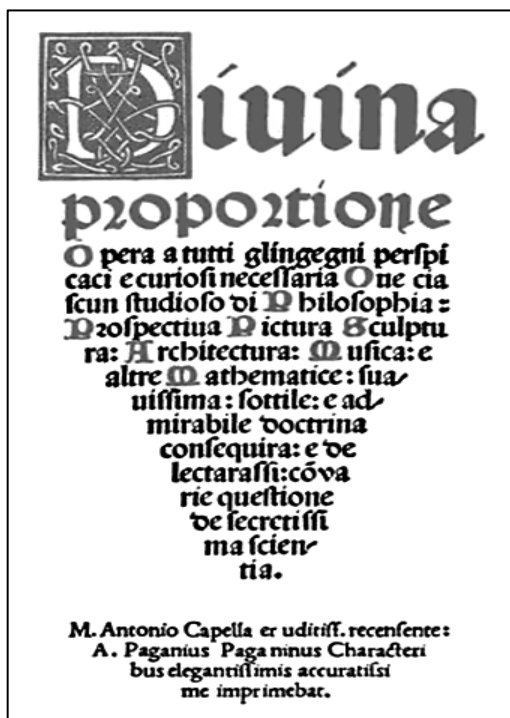 Diuina
proportione
Opera a tutti glingegni perſpi
caci e curioſi neceſſaria Oue cia
ſcun ſtudioſo di Philoſophia:
Proſpectiua Pictura Sculptu
ra: Architectura: Muſica: e
altre Mathematice: ſua
uiſſima: ſottile: e ad
mirabile doctrina
conſequira: e de
lectaraſſi: cõ va
rie queſtione
de ſecretiſſi
ma ſcien
tia.
M. Antonio Capella er uditiſſ. recenſente:
A. Paganius Paganinus Characteri
bus elegantiſſimis accuratiſsi
me imprimebat.